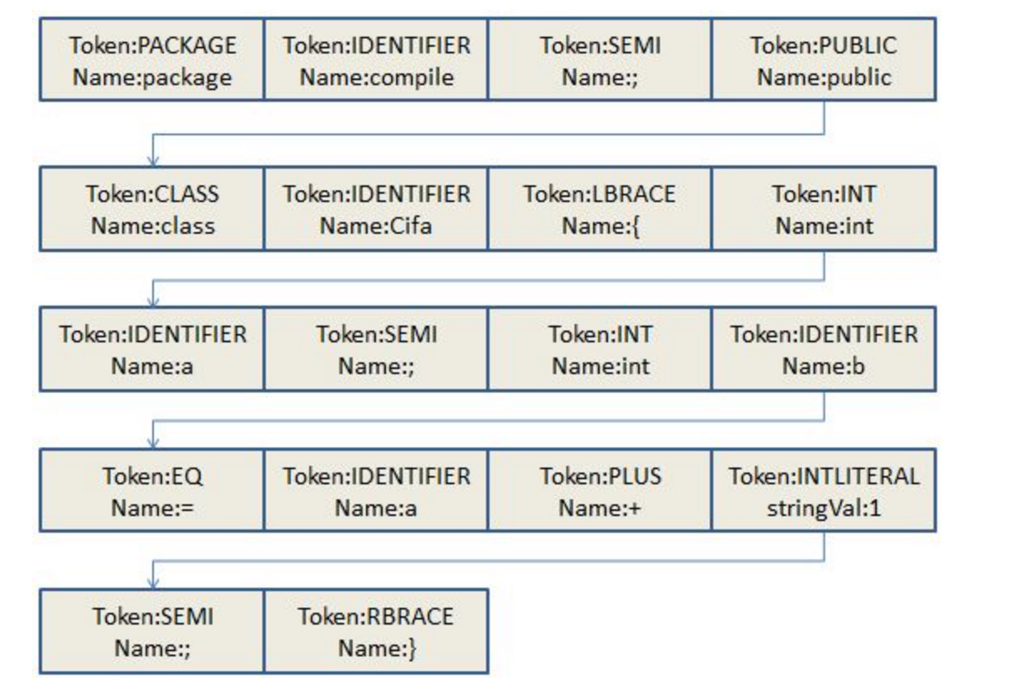 Token:PACKAGE
Name:package
Token:IDENTIFIER
Name:compile
Token:SEMI
Name:;
Token:PUBLIC
Name:public
Token:CLASS
Name:class
Token:IDENTIFIER
Name:Cifa
Token:LBRACE
Name:{
Token:INT
Name:int
Token:IDENTIFIER
Name:a
Token:SEMI
Name:;
Token:INT
Name:int
Token:IDENTIFIER
Name:b
Token:EQ
Name:=
Token:IDENTIFIER
Name:a
Token:PLUS
Name:+
Token:INTLITERAL
stringVal:1
Token:SEMI
Name:;
Token:RBRACE
Name:}